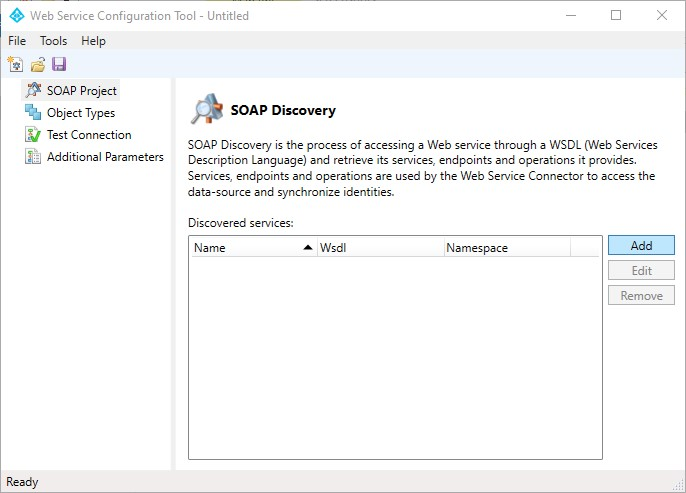 Web Service Configuration Tool - Untitled
File Tools Help
SOAP Project
Object Types
Test Connection
Additional Parameters
SOAP Discovery
SOAP Discovery is the process of accessing a Web service through a WSDL (Web Services
Description Language) and retrieve its services, endpoints and operations it provides.
Services, endpoints and operations are used by the Web Service Connector to access the
data-source and synchronize identities.
Discovered services:
Name Wsdl Namespace
Add
Edit
Remove
Ready